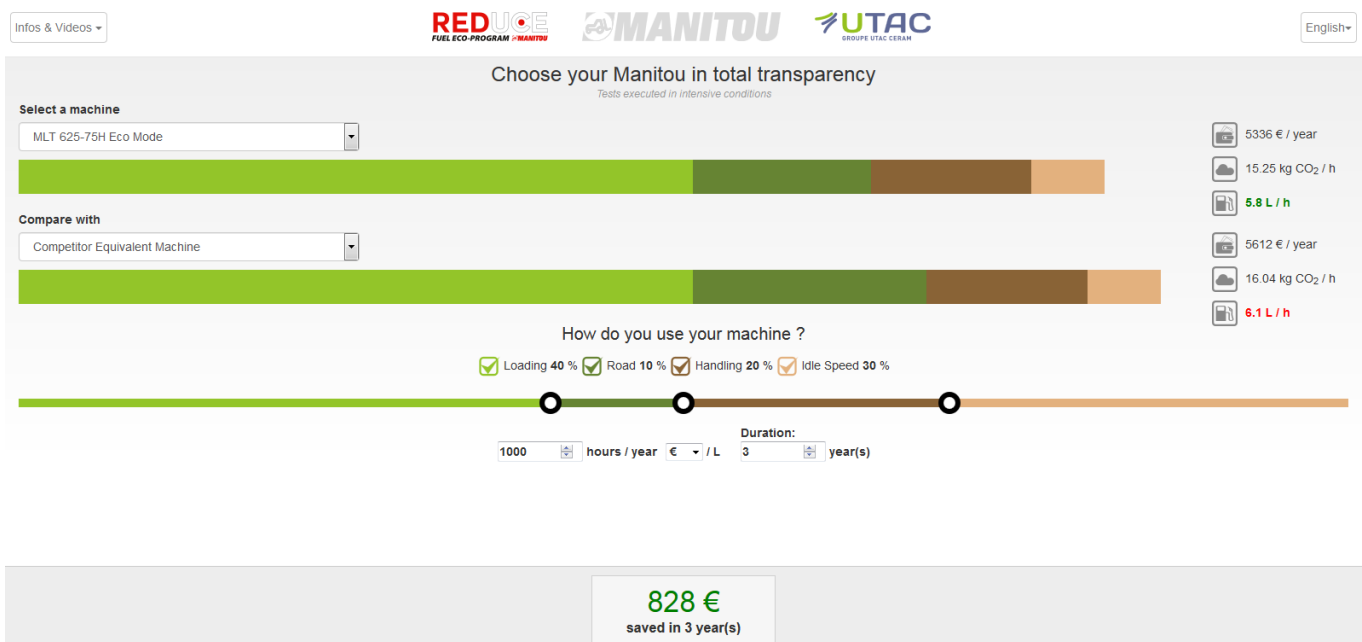 Infos & Videos
REDUCE
FUEL ECO-PROGRAM BY MANITOU
MANITOU
UTAC
GROUPE UTAC CERAM
English
Choose your Manitou in total transparency
Tests executed in intensive conditions
Select a machine
MLT 625-75H Eco Mode
5336 € / year
15.25 kg CO2 / h
5.8 L / h
Compare with
Competitor Equivalent Machine
5612 € / year
16.04 kg CO2 / h
6.1 L / h
How do you use your machine ?
Loading 40 % Road 10 % Handling 20 % Idle Speed 30 %
Duration:
1000 hours / year € / L 3 year(s)
828 €
saved in 3 year(s)